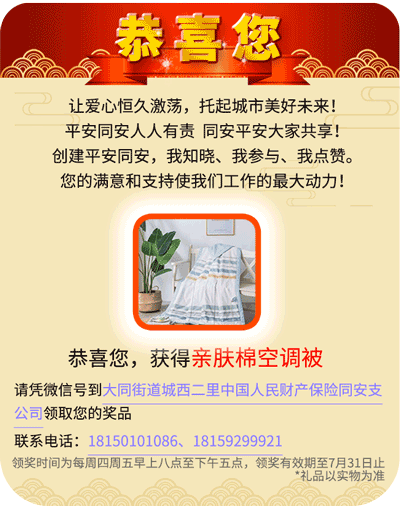 恭喜您
让爱心恒久激荡，托起城市美好未来！
平安同安人人有责 同安平安大家共享！
创建平安同安，我知晓、我参与、我点赞。
您的满意和支持使我们工作的最大动力！
恭喜您，获得亲肤棉空调被
请凭微信号到大同街道城西二里中国人民财产保险同安支
公司领取您的奖品
联系电话：18150101086、18159299921
领奖时间为每周四周五早上八点至下午五点，领奖有效期至7月31日止
*礼品以实物为准